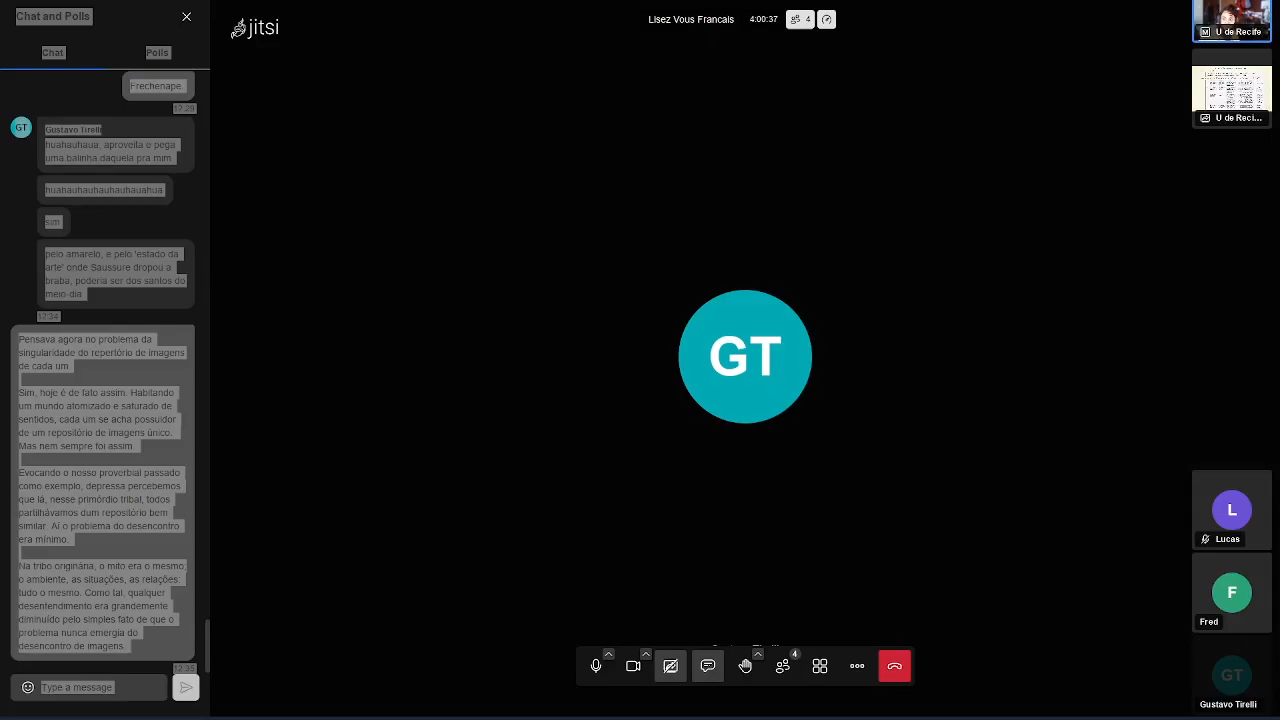 Chat and Polls
Chat
Polls
Frechenape.
17:29
GT
Gustavo Tirelli
huahauhaua, aproveita e pega
uma balinha daquela pra mim
huahauhauhauhauhauahua
sim
pelo amarelo, e pelo 'estado da
arte' onde Saussure dropou a
braba, poderia ser dos santos do
meio-dia
17:34
Pensava agora no problema da
singularidade do repertório de imagens
de cada um
Sim, hoje é de fato assim. Habitando
um mundo atomizado e saturado de
sentidos, cada um se acha possuidor
de um repositório de imagens único.
Mas nem sempre foi assim
Evocando o nosso proverbial passado
como exemplo, depressa percebemos
que lá, nesse primórdio tribal, todos
partilhávamos dum repositório bem
similar. Aí o problema do desencontro
era mínimo.
Na tribo originária, o mito era o mesmo;
o ambiente, as situações, as relações;
tudo o mesmo. Como tal, qualquer
desentendimento era grandemente
diminuído pelo simples fato de que o
problema nunca emergia do
desencontro de imagens.
17:35
Type a message
jitsi
Lisez Vous Francais
4:00:37
4
GT
4
M
U de Recife
U de Reci...
L
Lucas
F
Fred
GT
Gustavo Tirelli